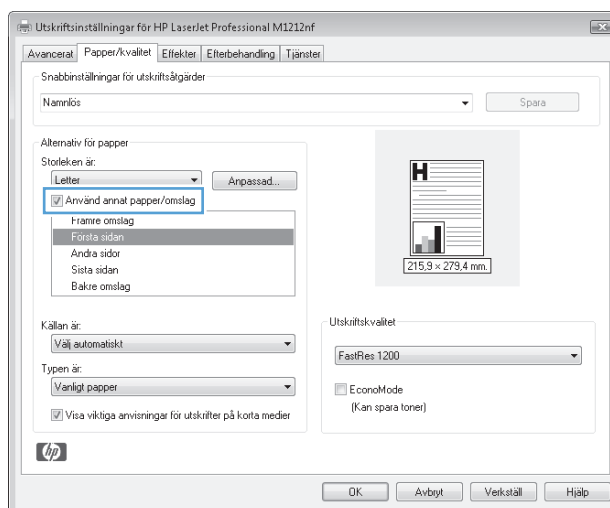 Utskriftsinställningar för HP LaserJet Professional M1212nf
Avancerat Papper/kvalitet Effekter Efterbehandling Tjänster
Snabbinställningar för utskriftsåtgärder
Namnlös
Spara
Alternativ för papper
Storleken är:
Letter
Anpassad...
Använd annat papper/omslag
Främre omslag
Första sidan
Andra sidor
Sista sidan
Bakre omslag
Källan är:
Välj automatiskt
Typen är:
Vanligt papper
Visa viktiga anvisningar för utskrifter på korta medier
H
215,9 × 279,4 mm.
Utskriftskvalitet
FastRes 1200
EconoMode
(Kan spara toner)
hp
OK Avbryt Verkställ Hjälp